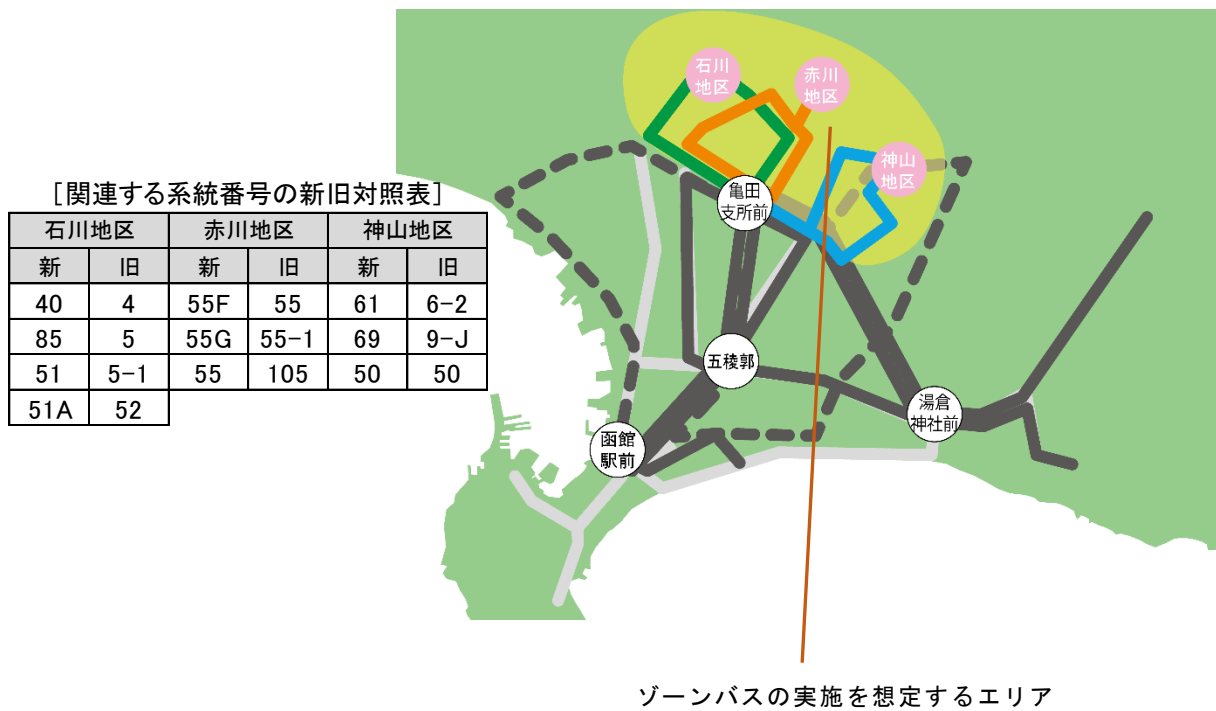 石川
地区
赤川
地区
神山
地区
[関連する系統番号の新旧対照表]
石川地区 赤川地区 神山地区
新 旧 新 旧 新 旧
40 4 55F 55 61 6-2
85 5 55G 55-1 69 9-J
51 5-1 55 105 50 50
51A 52
亀田
支所前
五稜郭
湯倉
神社前
函館
駅前
ゾーンバスの実施を想定するエリア